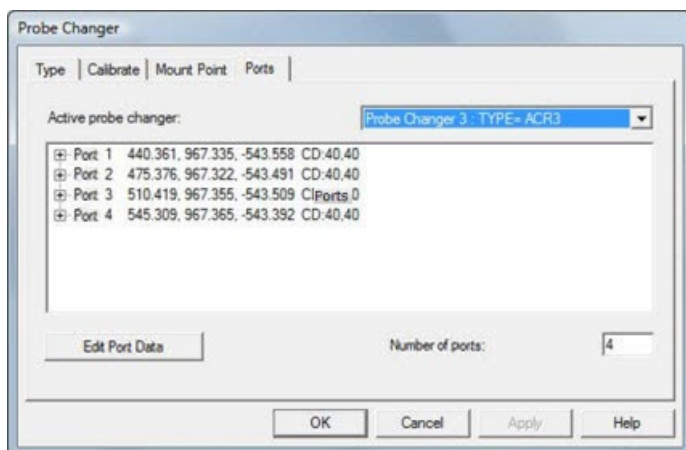 Probe Changer
Type Calibrate Mount Point Ports
Active probe changer: Probe Changer 3 : TYPE= ACR3
Port 1 440.361, 967.335, -543.558 CD:40,40
Port 2 475.376, 967.322, -543.491 CD:40,40
Port 3 510.419, 967.355, -543.509 C Ports 0
Port 4 545.309, 967.365, -543.392 CD:40,40
Edit Port Data Number of ports: 4
OK Cancel Apply Help